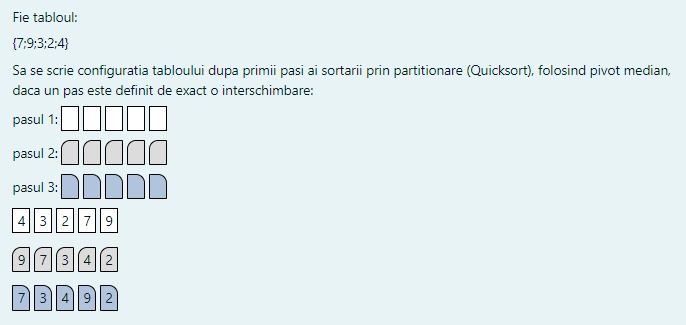 Fie tabloul:
{7;9;3;2;4}
Sa se scrie configuratia tabloului dupa primii pasi ai sortarii prin partitionare (Quicksort), folosind pivot median,
daca un pas este definit de exact o interschimbare:
pasul 1:
pasul 2:
pasul 3:
4 3 2 7 9
9 7 3 4 2
7 3 4 9 2